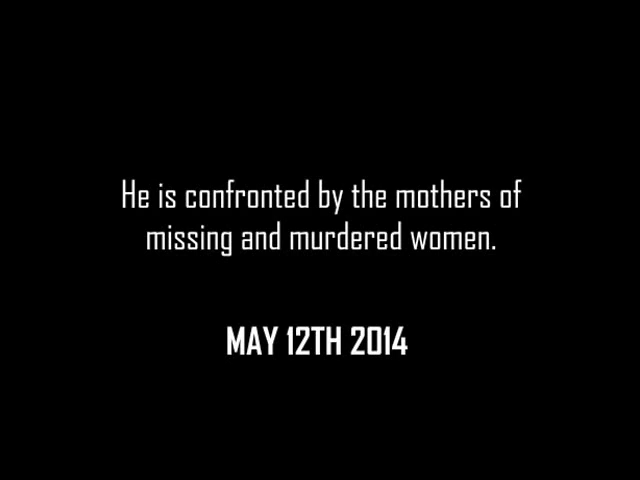 He is confronted by the mothers of
missing and murdered women.
MAY 12TH 2014